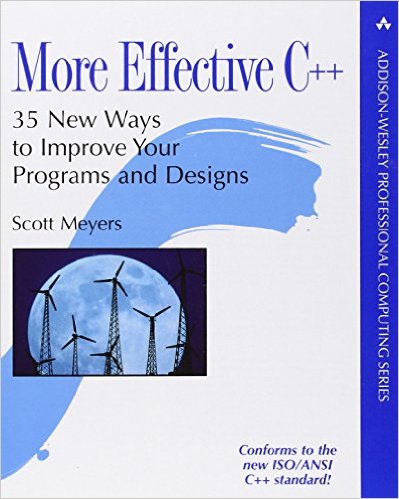 More Effective C++
35 New Ways
to Improve Your
Programs and Designs
Scott Meyers
Conforms to the
new ISO/ANSI
C++ standard!
ADDISON-WESLEY PROFESSIONAL COMPUTING SERIES